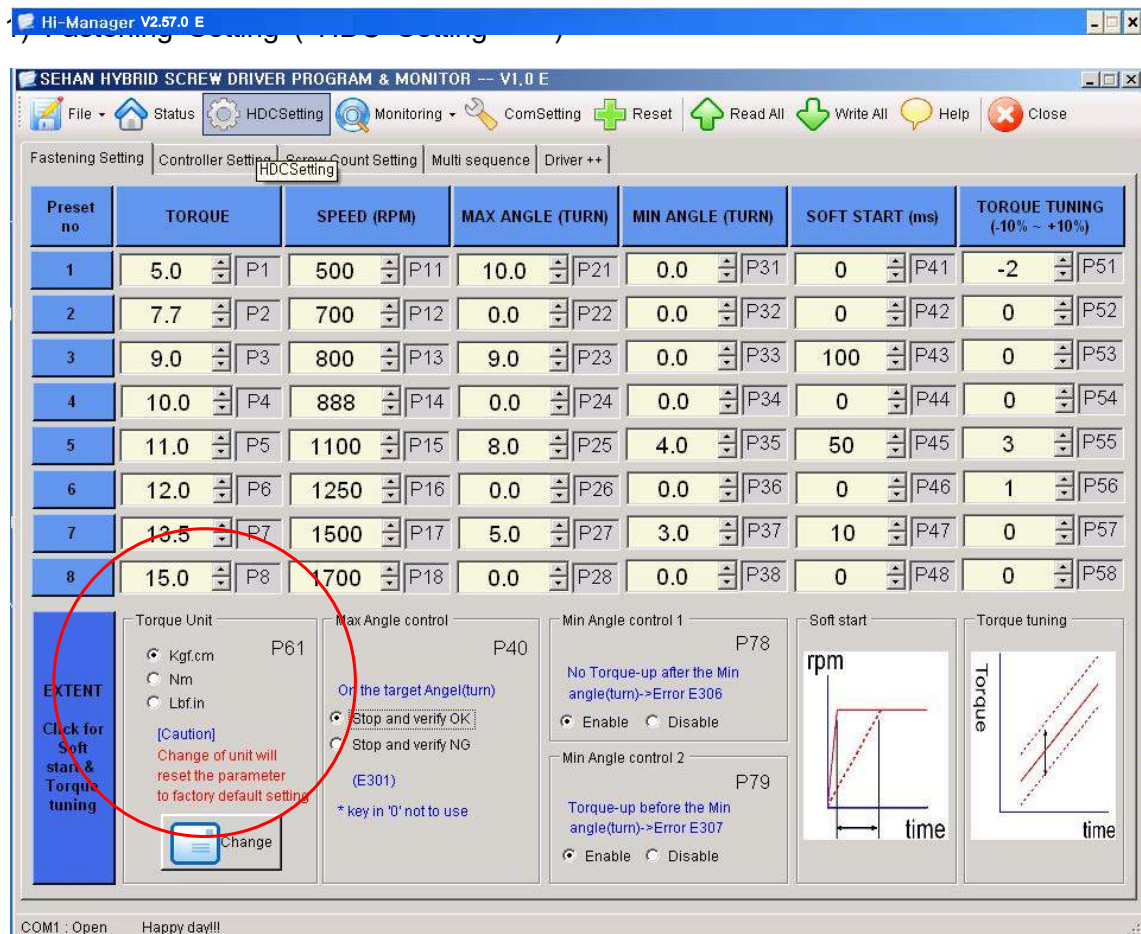 Hi-Manager V2.57.0 E
1) Fastening Setting ( HDC Setting )
SEHAN HYBRID SCREW DRIVER PROGRAM & MONITOR -- V1,0 E
File Status HDCSetting Monitoring ComSetting Reset Read All Write All Help Close
Fastening Setting Controller Setting Screw Count Setting Multi sequence Driver ++
HDCSetting
Preset no TORQUE SPEED (RPM) MAX ANGLE (TURN) MIN ANGLE (TURN) SOFT START (ms) TORQUE TUNING (-10% ~ +10%)
1 5.0 P1 500 P11 10.0 P21 0.0 P31 0 P41 -2 P51
2 7.7 P2 700 P12 0.0 P22 0.0 P32 0 P42 0 P52
3 9.0 P3 800 P13 9.0 P23 0.0 P33 100 P43 0 P53
4 10.0 P4 888 P14 0.0 P24 0.0 P34 0 P44 0 P54
5 11.0 P5 1100 P15 8.0 P25 4.0 P35 50 P45 3 P55
6 12.0 P6 1250 P16 0.0 P26 0.0 P36 0 P46 1 P56
7 13.5 P7 1500 P17 5.0 P27 3.0 P37 10 P47 0 P57
8 15.0 P8 1700 P18 0.0 P28 0.0 P38 0 P48 0 P58
EXTENT
Click for
Soft
start &
Torque
tuning
Torque Unit
P61
Kgf.cm
Nm
Lbf.in
[Caution]
Change of unit will
reset the parameter
to factory default setting
Change
Max Angle control
P40
On the target Angel(turn)
Stop and verify OK
Stop and verify NG
(E301)
* key in '0' not to use
Min Angle control 1
P78
No Torque-up after the Min
angle(turn)->Error E306
Enable Disable
Min Angle control 2
P79
Torque-up before the Min
angle(turn)->Error E307
Enable Disable
Soft start
rpm
time
Torque tuning
Torque
time
COM1 : Open Happy day!!!